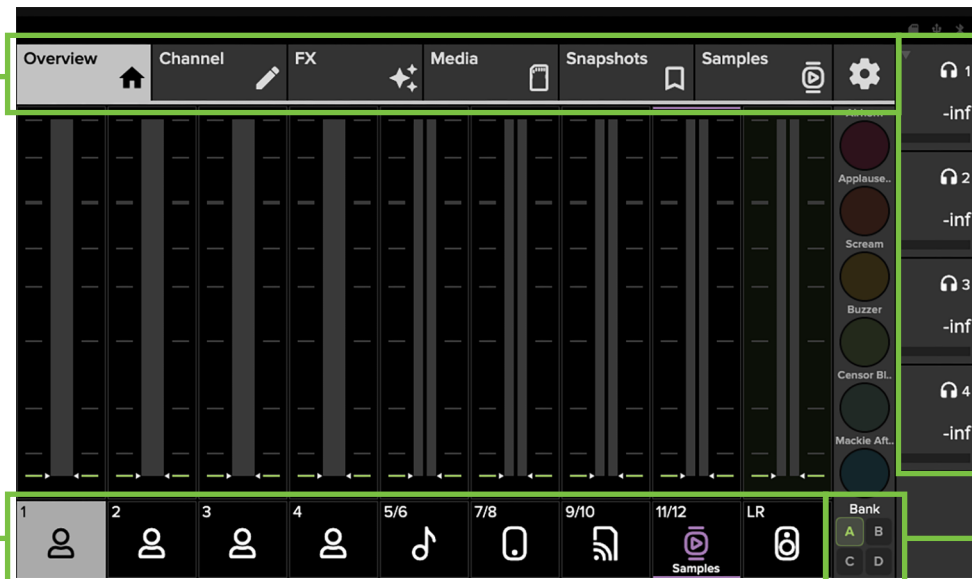 Overview
Channel
FX
Media
Snapshots
Samples
1
-inf
Applause..
2
Scream
-inf
Buzzer
3
-inf
Censor Bl..
4
Mackie Aft..
-inf
1
2
3
4
5/6
7/8
9/10
11/12
LR
Bank
Samples
A
B
C
D